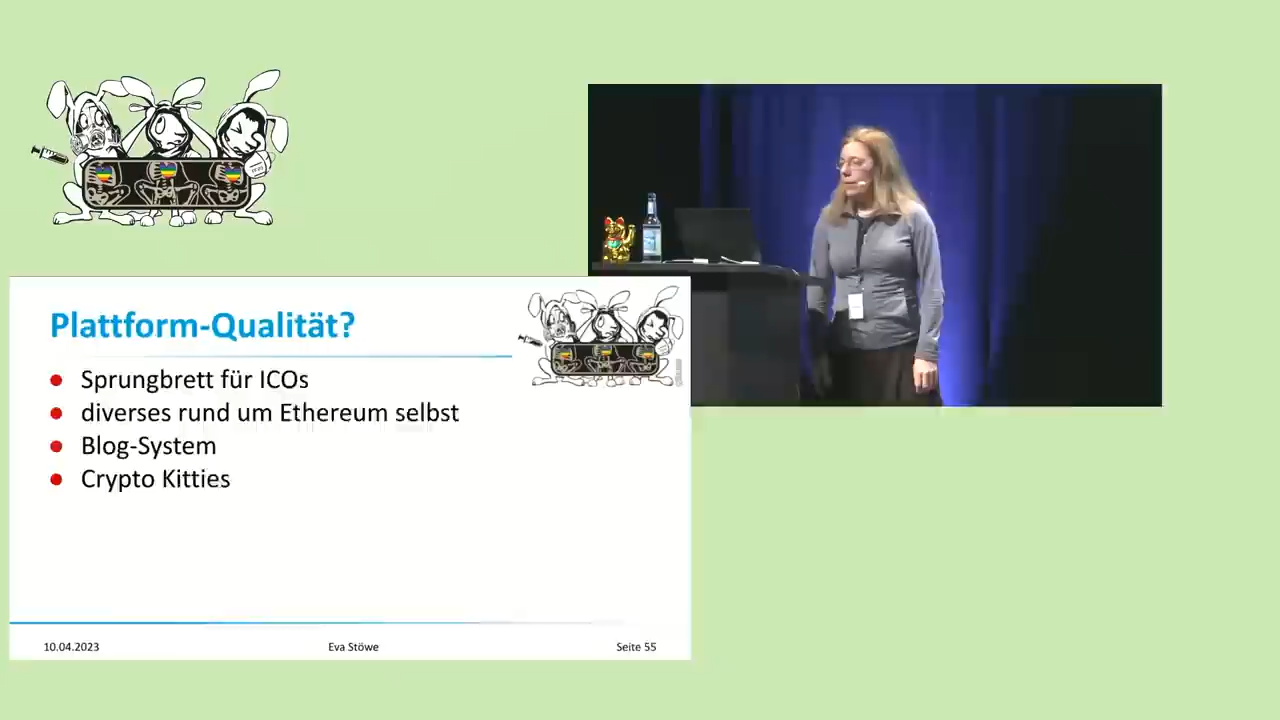 Plattform-Qualität?
Sprungbrett für ICOs
diverses rund um Ethereum selbst
Blog-System
Crypto Kitties
10.04.2023
Eva Stöwe
Seite 55